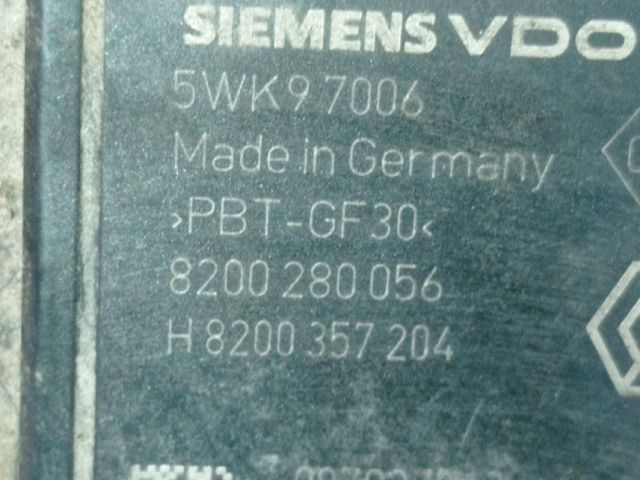 SIEMENS VDO
5WK9 7006
Made in Germany
>PBT-GF30<
8200 280 056
H 8200 357 204